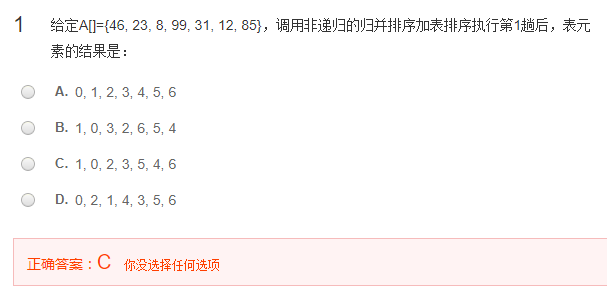 1 给定A[]={46, 23, 8, 99, 31, 12, 85}，调用非递归的归并排序加表排序执行第1趟后，表元
素的结果是：
A. 0, 1, 2, 3, 4, 5, 6
B. 1, 0, 3, 2, 6, 5, 4
C. 1, 0, 2, 3, 5, 4, 6
D. 0, 2, 1, 4, 3, 5, 6
正确答案：C 你没选择任何选项